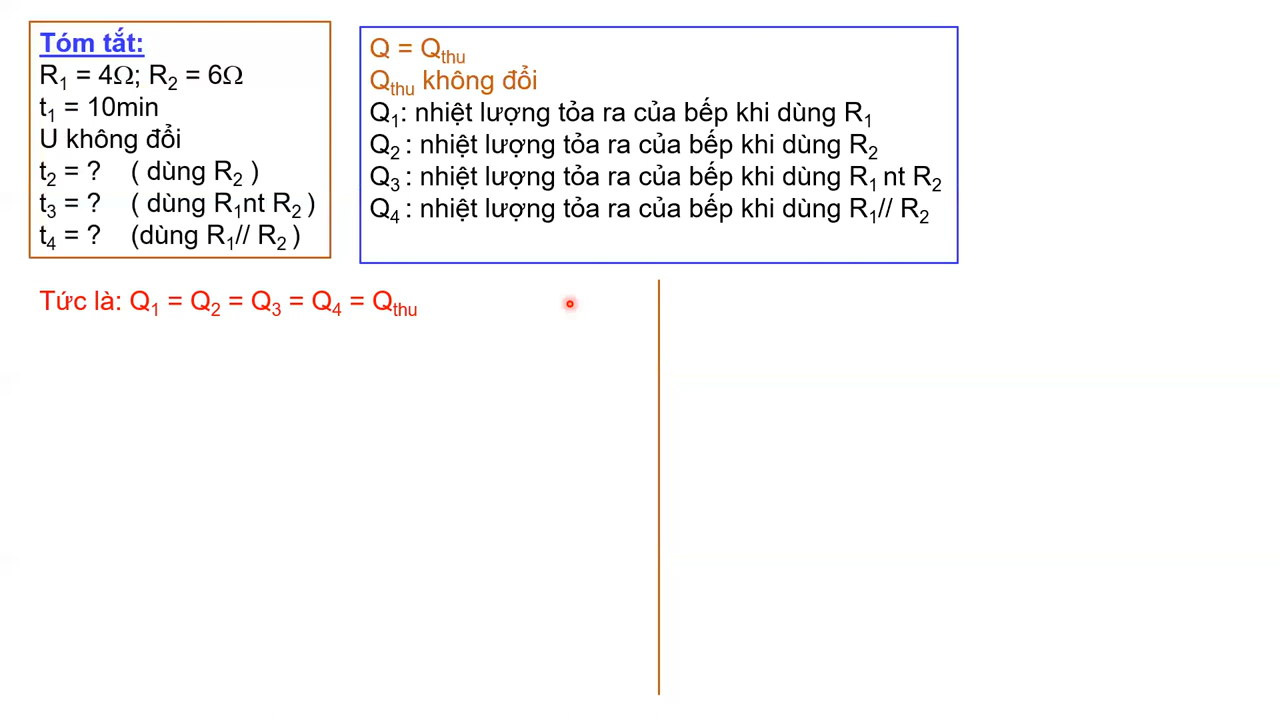 Tóm tắt:
R₁ = 4Ω; R₂ = 6Ω
t₁ = 10min
U không đổi
t₂ = ? ( dùng R₂ )
t₃ = ? ( dùng R₁nt R₂ )
t₄ = ? (dùng R₁// R₂ )
Q = Qthu
Qthu không đổi
Q₁: nhiệt lượng tỏa ra của bếp khi dùng R₁
Q₂ : nhiệt lượng tỏa ra của bếp khi dùng R₂
Q₃ : nhiệt lượng tỏa ra của bếp khi dùng R₁ nt R₂
Q₄ : nhiệt lượng tỏa ra của bếp khi dùng R₁// R₂
Tức là: Q₁ = Q₂ = Q₃ = Q₄ = Qthu